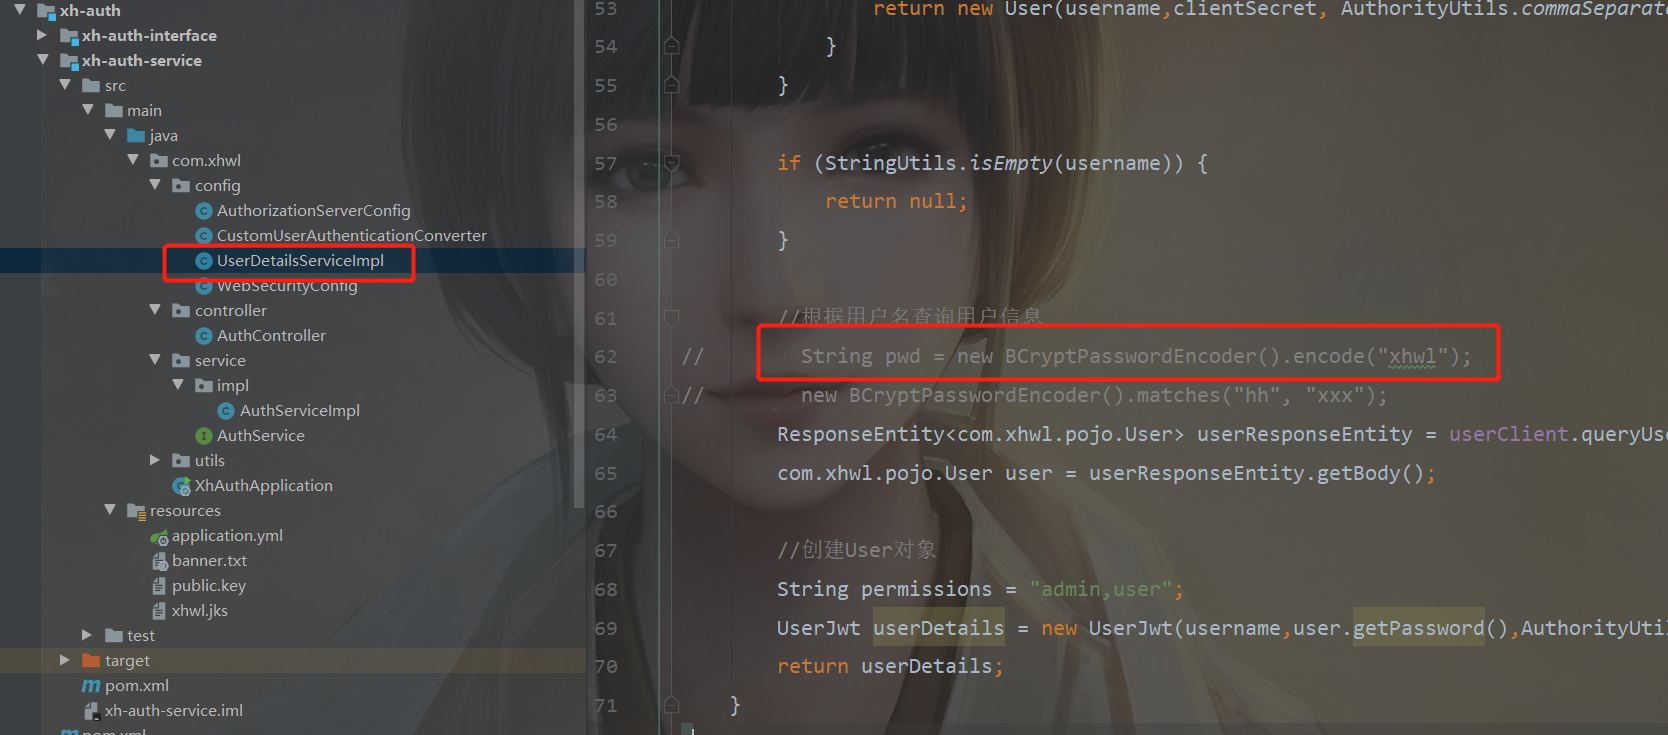 xh-auth
xh-auth-interface
xh-auth-service
src
main
java
com.xhwl
config
AuthorizationServerConfig
CustomUserAuthenticationConverter
UserDetailsServiceImpl
WebSecurityConfig
controller
AuthController
service
impl
AuthServiceImpl
AuthService
utils
XhAuthApplication
resources
application.yml
banner.txt
public.key
xhwl.jks
test
target
pom.xml
xh-auth-service.iml
pom.xml
53 return new User(username,clientSecret, AuthorityUtils.commaSeparat
54 }
55 }
56
57 if (StringUtils.isEmpty(username)) {
58 return null;
59 }
60
61 //根据用户名查询用户信息
62 // String pwd = new BCryptPasswordEncoder().encode("xhwl");
63 // new BCryptPasswordEncoder().matches("hh", "xxx");
64 ResponseEntity<com.xhwl.pojo.User> userResponseEntity = userClient.queryUs
65 com.xhwl.pojo.User user = userResponseEntity.getBody();
66
67 //创建User对象
68 String permissions = "admin,user";
69 UserJwt userDetails = new UserJwt(username,user.getPassword(),AuthorityUtil
70 return userDetails;
71 }